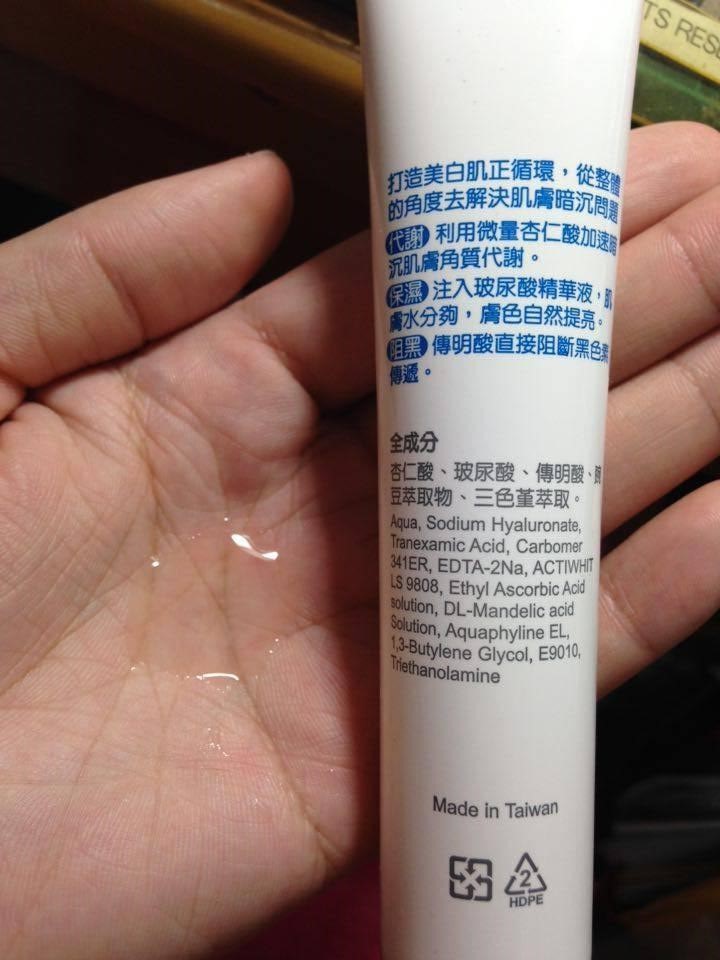 TS RES
打造美白肌正循環，從整體
的角度去解決肌膚暗沉問題
代謝 利用微量杏仁酸加速暗
沉肌膚角質代謝。
保濕 注入玻尿酸精華液，肌
膚水分夠，膚色自然提亮。
阻黑 傳明酸直接阻斷黑色素
傳遞。
全成分
杏仁酸、玻尿酸、傳明酸、豌
豆萃取物、三色堇萃取。
Aqua, Sodium Hyaluronate,
Tranexamic Acid, Carbomer
341ER, EDTA-2Na, ACTIWHIT
LS 9808, Ethyl Ascorbic Acid
solution, DL-Mandelic acid
Solution, Aquaphyline EL,
1,3-Butylene Glycol, E9010,
Triethanolamine
Made in Taiwan
2
HDPE